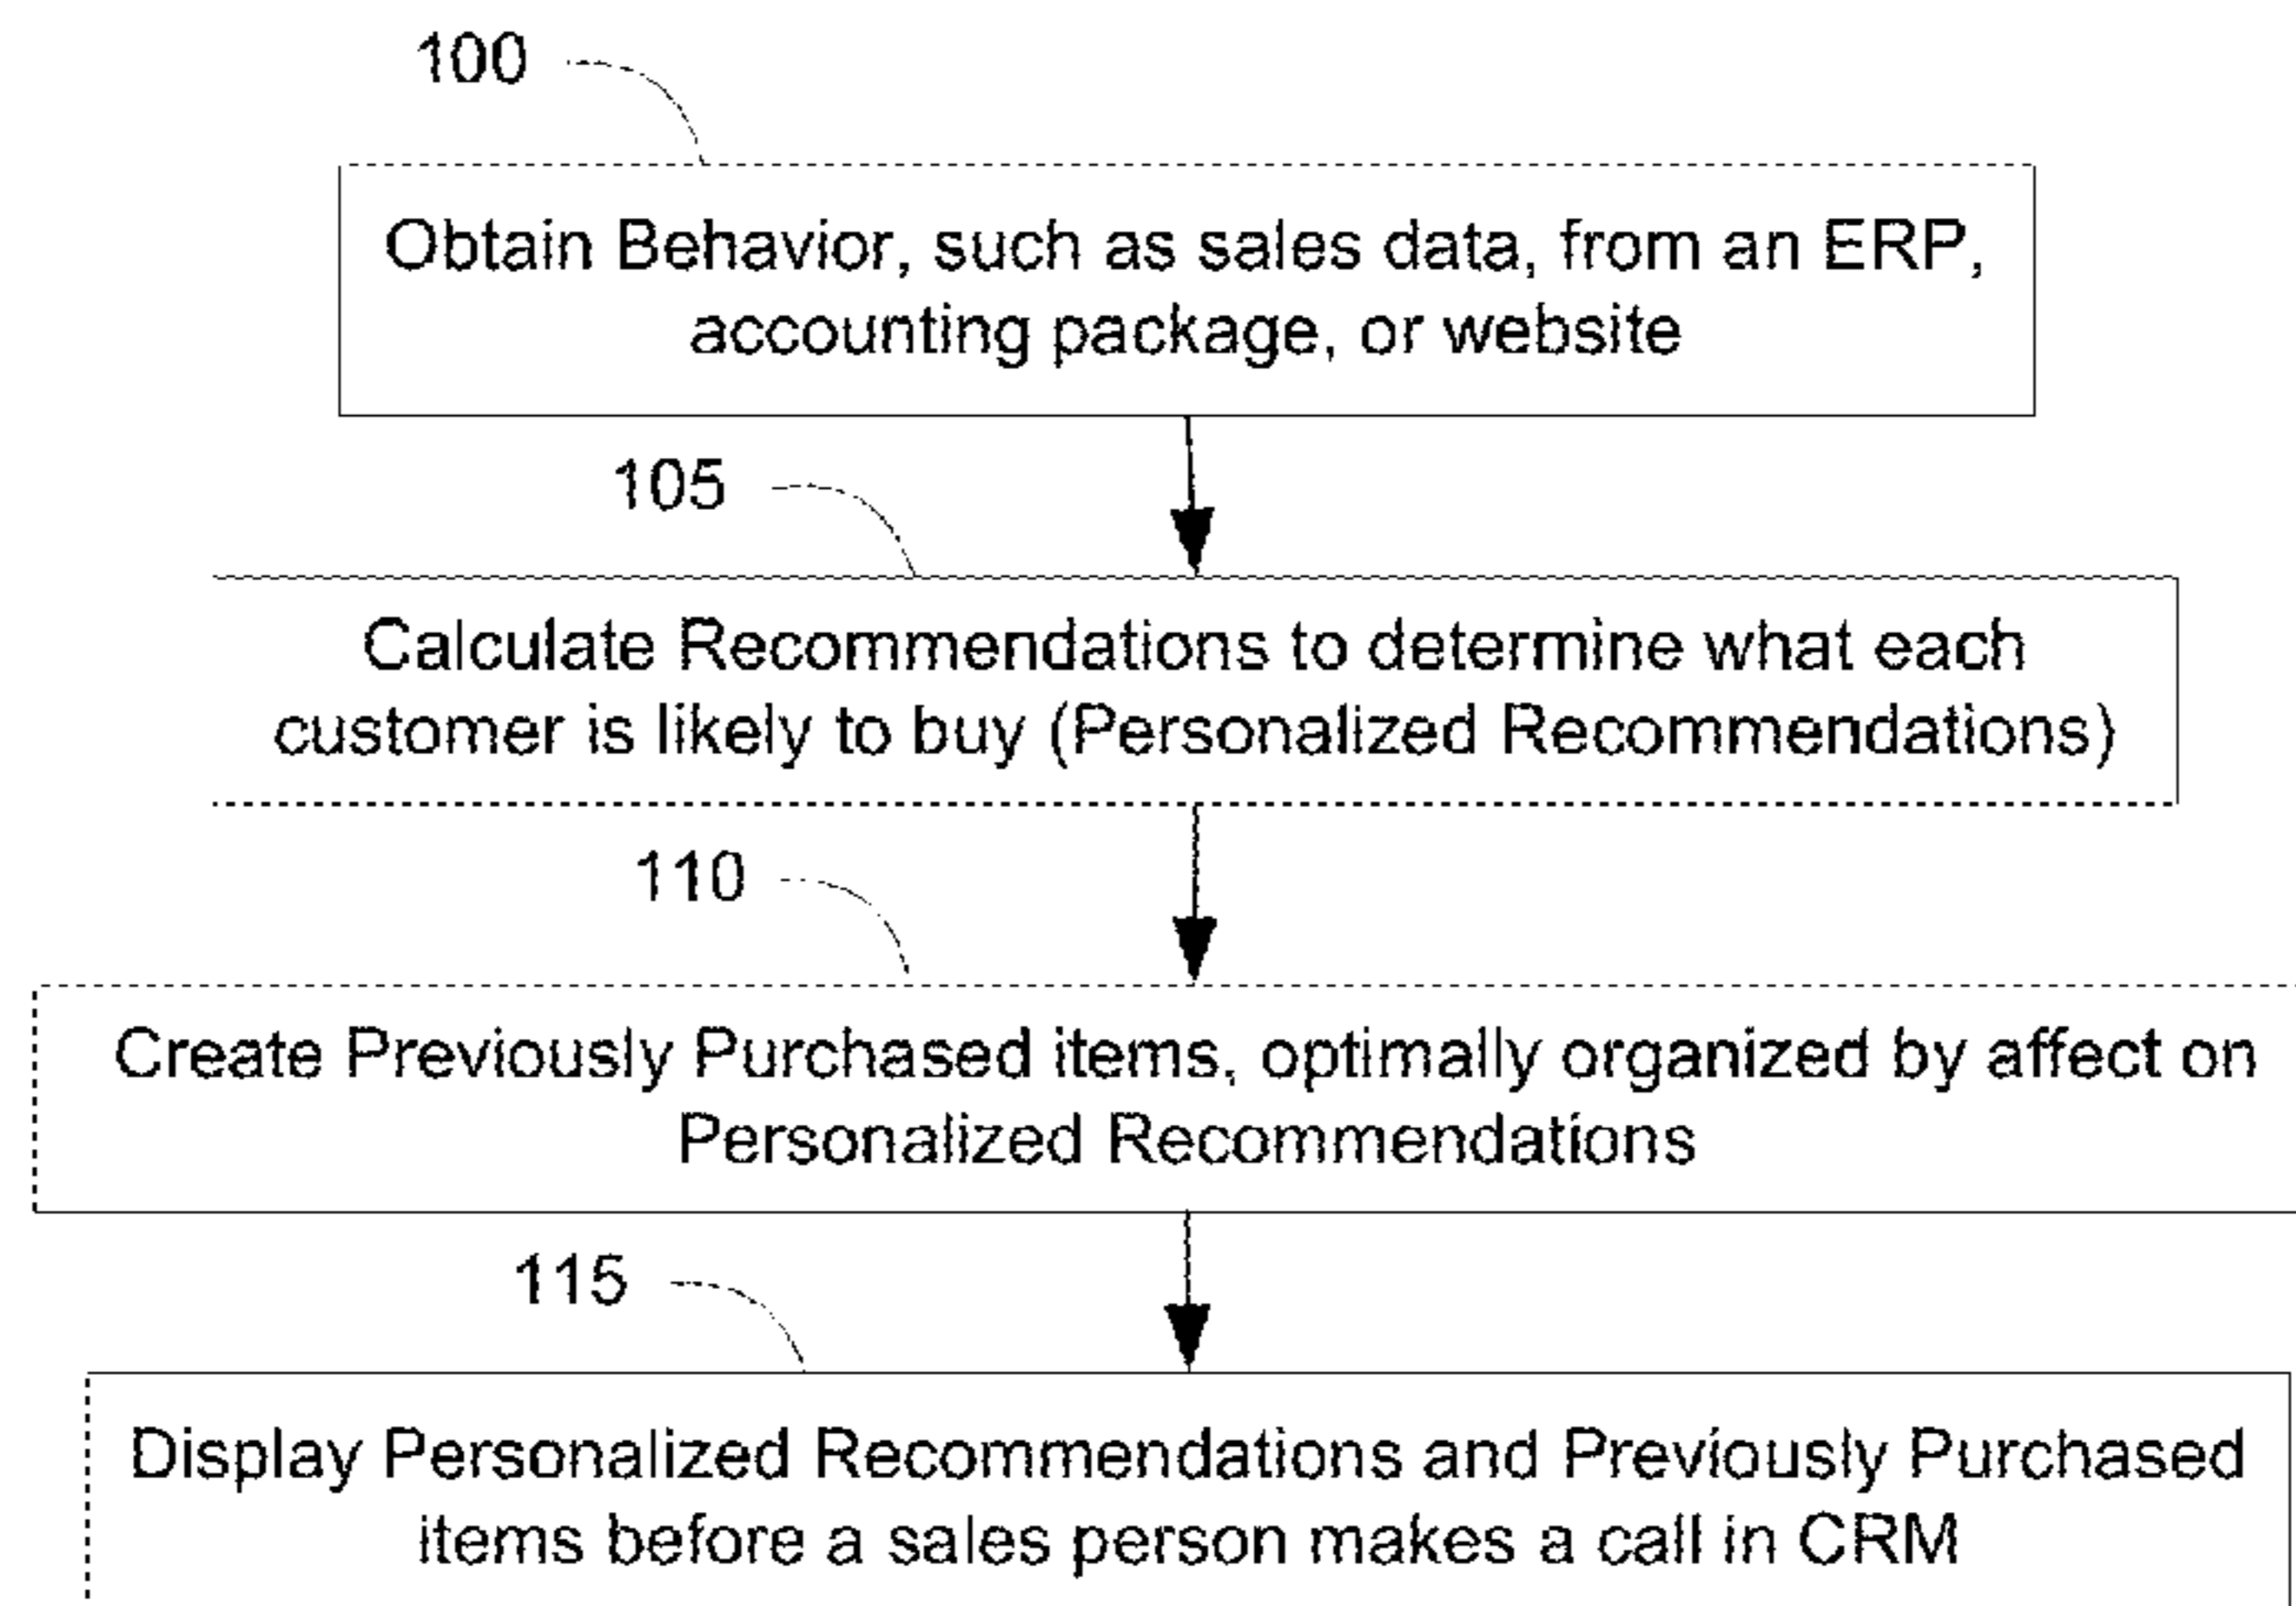 100
Obtain Behavior, such as sales data, from an ERP,
accounting package, or website
105
Calculate Recommendations to determine what each
customer is likely to buy (Personalized Recommendations)
110
Create Previously Purchased items, optimally organized by affect on
Personalized Recommendations
115
Display Personalized Recommendations and Previously Purchased
items before a sales person makes a call in CRM